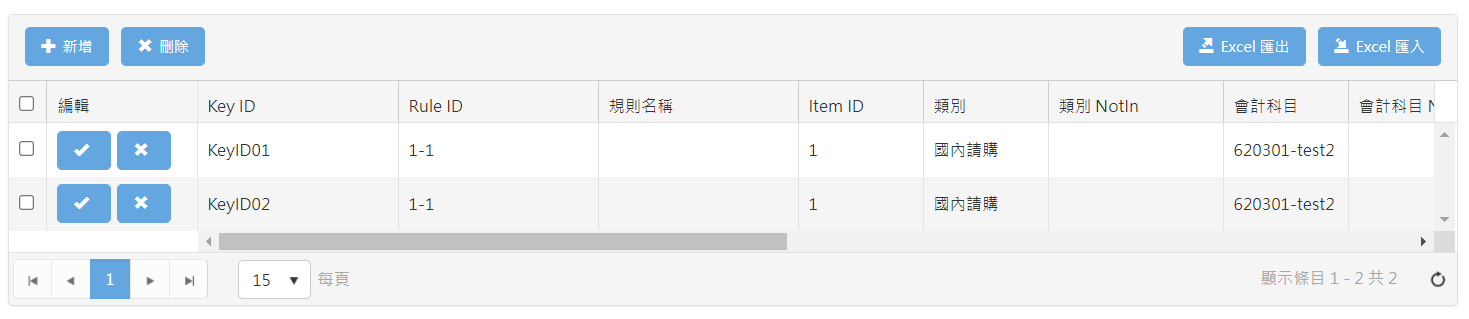 新增 刪除 Excel 匯出 Excel 匯入
編輯 Key ID Rule ID 規則名稱 Item ID 類別 類別 NotIn 會計科目 會計科目 N
KeyID01 1-1 1 國內請購 620301-test2
KeyID02 1-1 1 國內請購 620301-test2
1 15 每頁 顯示條目 1 - 2 共 2